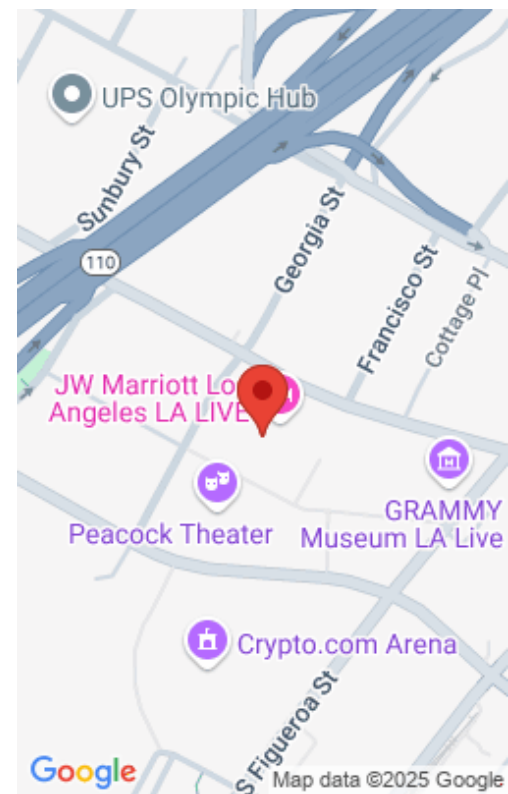 UPS Olympic Hub
Sunbury St
110
Georgia St
Francisco St
Cottage Pl
JW Marriott Lo
Angeles LA LIVE
Peacock Theater
GRAMMY
Museum LA Live
Crypto.com Arena
S Figueroa St
Google
Map data ©2025 Google